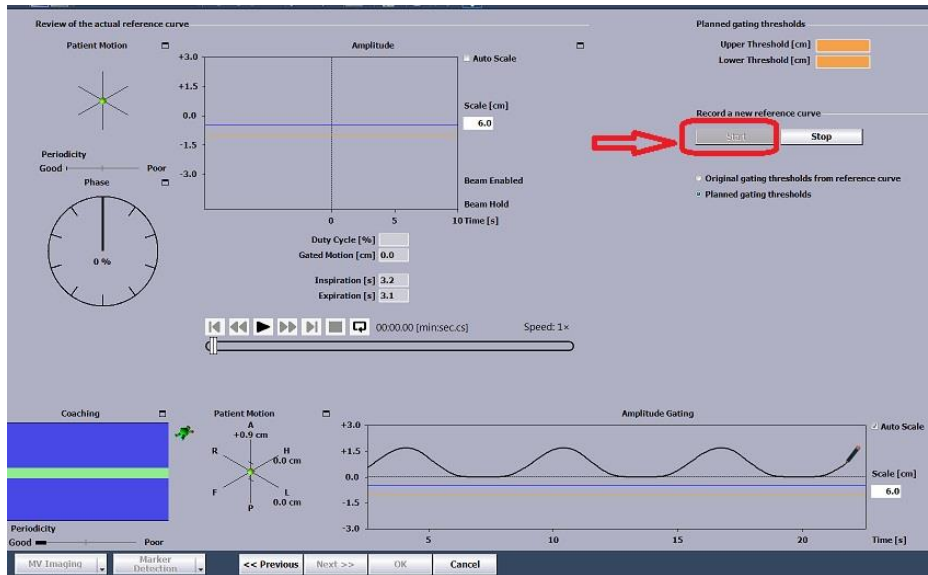 Review of the actual reference curve
Patient Motion
Amplitude
+3.0
+1.5
0.0
-1.5
-3.0
Auto Scale
Scale [cm]
6.0
Beam Enabled
Beam Hold
0 5 10 Time [s]
Periodicity
Good Poor
Phase
0 %
Duty Cycle [%]
Gated Motion [cm] 0.0
Inspiration [s] 3.2
Expiration [s] 3.1
00:00.00 [min:sec.cs] Speed: 1×
Planned gating thresholds
Upper Threshold [cm]
Lower Threshold [cm]
Record a new reference curve
Start Stop
Original gating thresholds from reference curve
Planned gating thresholds
Coaching
Periodicity
Good Poor
Patient Motion
A
+0.9 cm
R H
0.0 cm
F L
P 0.0 cm
Amplitude Gating
+3.0
+1.5
0.0
-1.5
-3.0
5 10 15 20 Time [s]
Auto Scale
Scale [cm]
6.0
MV Imaging Marker Detection << Previous Next >> OK Cancel